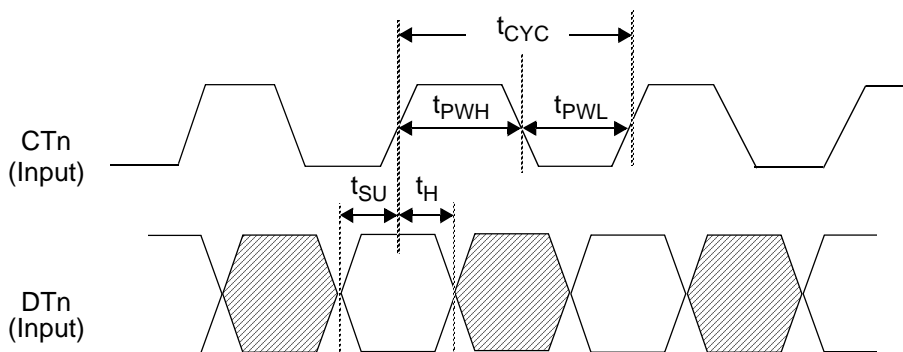 tCYC
tPWH tPWL
CTn
(Input)
tSU tH
DTn
(Input)